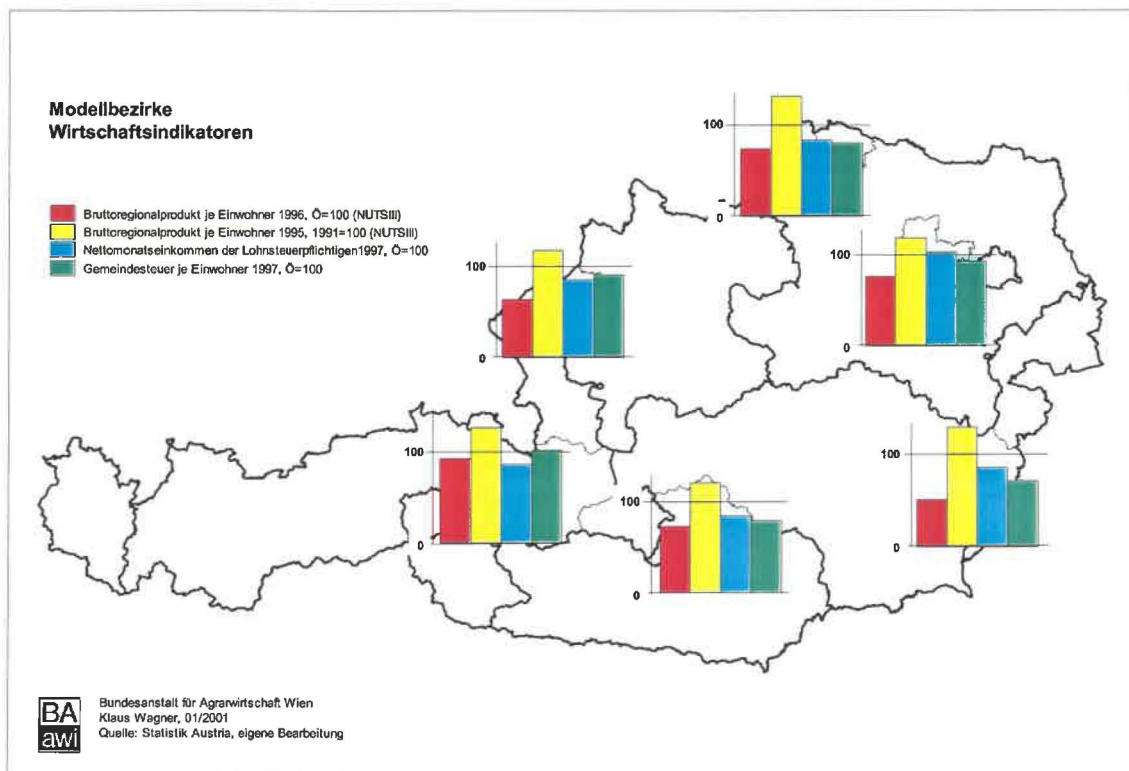 Modellbezirke
Wirtschaftsindikatoren
Bruttoregionalprodukt je Einwohner 1996, Ö=100 (NUTSIII)
Bruttoregionalprodukt je Einwohner 1995, 1991=100 (NUTSIII)
Nettomonatseinkommen der Lohnsteuerpflichtigen1997, Ö=100
Gemeindesteuer je Einwohner 1997, Ö=100
100
0
100
0
100
0
100
0
100
0
100
0
BA
awi
Bundesanstalt für Agrarwirtschaft Wien
Klaus Wagner, 01/2001
Quelle: Statistik Austria, eigene Bearbeitung